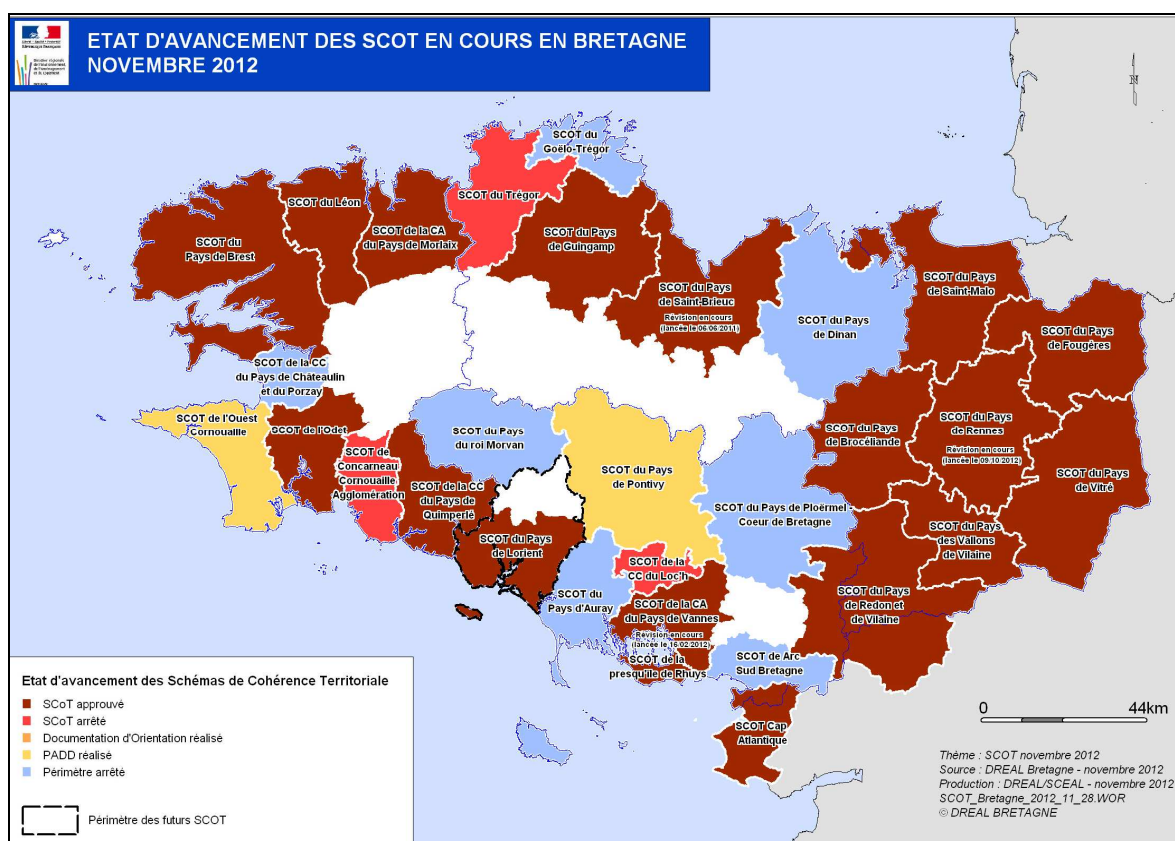 ETAT D'AVANCEMENT DES SCOT EN COURS EN BRETAGNE
NOVEMBRE 2012
N
SCOT du
Goëlo-Trégor
SCOT du Trégor
SCOT du Léon
SCOT de la CA
du Pays de Morlaix
SCOT du
Pays de Brest
SCOT du Pays
de Guingamp
SCOT du Pays
de Saint-Brieuc
Révision en cours
(lancée le 06.06/2011)
SCOT du Pays
de Dinan
SCOT du Pays
de Saint-Malo
SCOT du Pays
de Fougères
SCOT de la CC
du Pays de Châteaulin
et du Porzay
SCOT de l'Ouest
Cornouaille
SCOT de l'Odet
SCOT de
Concarneau
Cornouaille
Agglomération
SCOT du Pays
du roi Morvan
SCOT de la CC
du Pays de
Quimperlé
SCOT du Pays
de Pontivy
SCOT du Pays
de Brocéliande
SCOT du Pays
de Rennes
Révision en cours
(lancée le 09.10/2012)
SCOT du Pays
de Vitré
SCOT du Pays de Ploërmel -
Coeur de Bretagne
SCOT du Pays
des Vallons
de Vilaine
SCOT du Pays
de Lorient
SCOT de la
CC du Loc'h
SCOT du
Pays d'Auray
SCOT de la CA
du Pays de Vannes
Révision en cours
(lancée le 16/02/2012)
SCOT du Pays
de Redon et
de Vilaine
SCOT de la
presqu'île de Rhuys
SCOT de Arc
Sud Bretagne
SCOT Cap
Atlantique
Etat d'avancement des Schémas de Cohérence Territoriale
SCoT approuvé
SCoT arrêté
Documentation d'Orientation réalisé
PADD réalisé
Périmètre arrêté
Périmètre des futurs SCOT
0 44km
Thème : SCOT novembre 2012
Source : DREAL Bretagne - novembre 2012
Production : DREAL/SCEAL - novembre 2012
SCOT_Bretagne_2012_11_28.WOR
© DREAL BRETAGNE